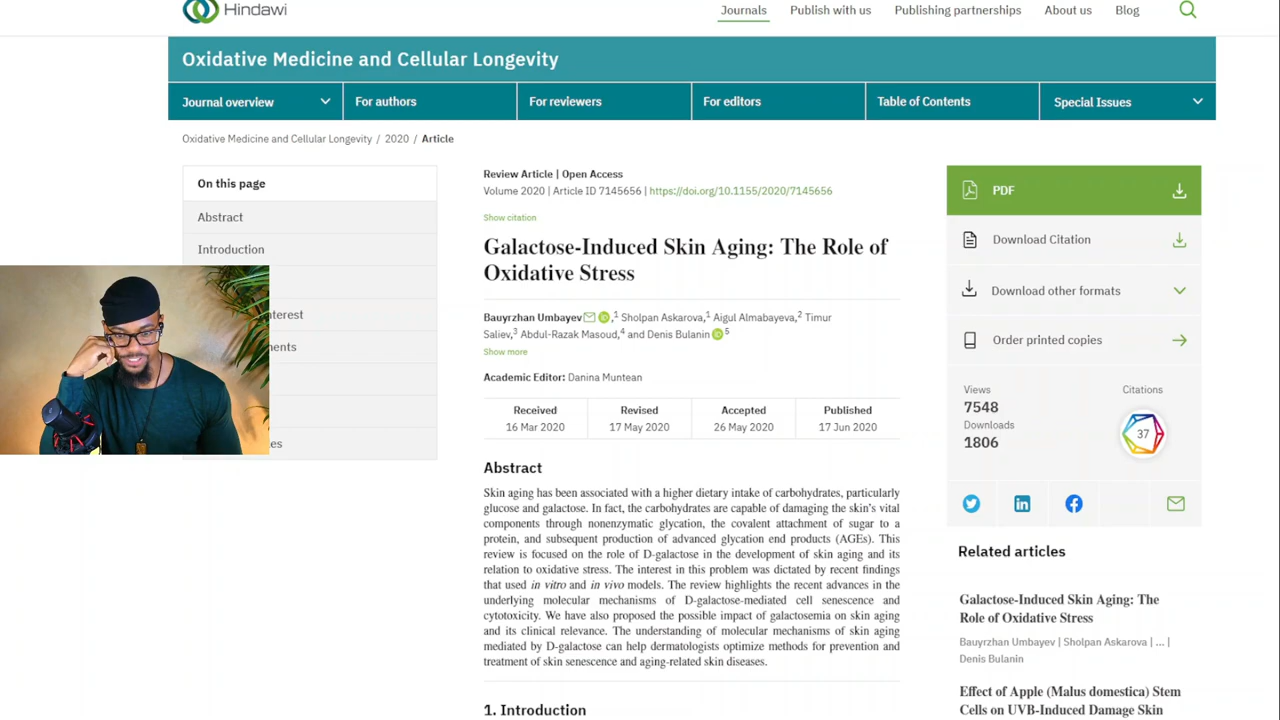 Hindawi
Journals
Publish with us
Publishing partnerships
About us
Blog
Oxidative Medicine and Cellular Longevity
Journal overview
For authors
For reviewers
For editors
Table of Contents
Special Issues
Oxidative Medicine and Cellular Longevity / 2020 / Article
On this page
Abstract
Introduction
terest
ents
es
Review Article | Open Access
Volume 2020 | Article ID 7145656 | https://doi.org/10.1155/2020/7145656
Show citation
Galactose-Induced Skin Aging: The Role of
Oxidative Stress
Bauyrzhan Umbayev,1 Sholpan Askarova,1 Aigul Almabayeva,2 Timur
Saliev,3 Abdul-Razak Masoud,4 and Denis Bulanin 5
Show more
Academic Editor: Danina Muntean
Received
16 Mar 2020
Revised
17 May 2020
Accepted
26 May 2020
Published
17 Jun 2020
Abstract
Skin aging has been associated with a higher dietary intake of carbohydrates, particularly
glucose and galactose. In fact, the carbohydrates are capable of damaging the skin's vital
components through nonenzymatic glycation, the covalent attachment of sugar to a
protein, and subsequent production of advanced glycation end products (AGEs). This
review is focused on the role of D-galactose in the development of skin aging and its
relation to oxidative stress. The interest in this problem was dictated by recent findings
that used in vitro and in vivo models. The review highlights the recent advances in the
underlying molecular mechanisms of D-galactose-mediated cell senescence and
cytotoxicity. We have also proposed the possible impact of galactosemia on skin aging
and its clinical relevance. The understanding of molecular mechanisms of skin aging
mediated by D-galactose can help dermatologists optimize methods for prevention and
treatment of skin senescence and aging-related skin diseases.
1. Introduction
PDF
Download Citation
Download other formats
Order printed copies
Views
7548
Downloads
1806
Citations
37
Related articles
Galactose-Induced Skin Aging: The
Role of Oxidative Stress
Bauyrzhan Umbayev | Sholpan Askarova | ... |
Denis Bulanin
Effect of Apple (Malus domestica) Stem
Cells on UVB-Induced Damage Skin